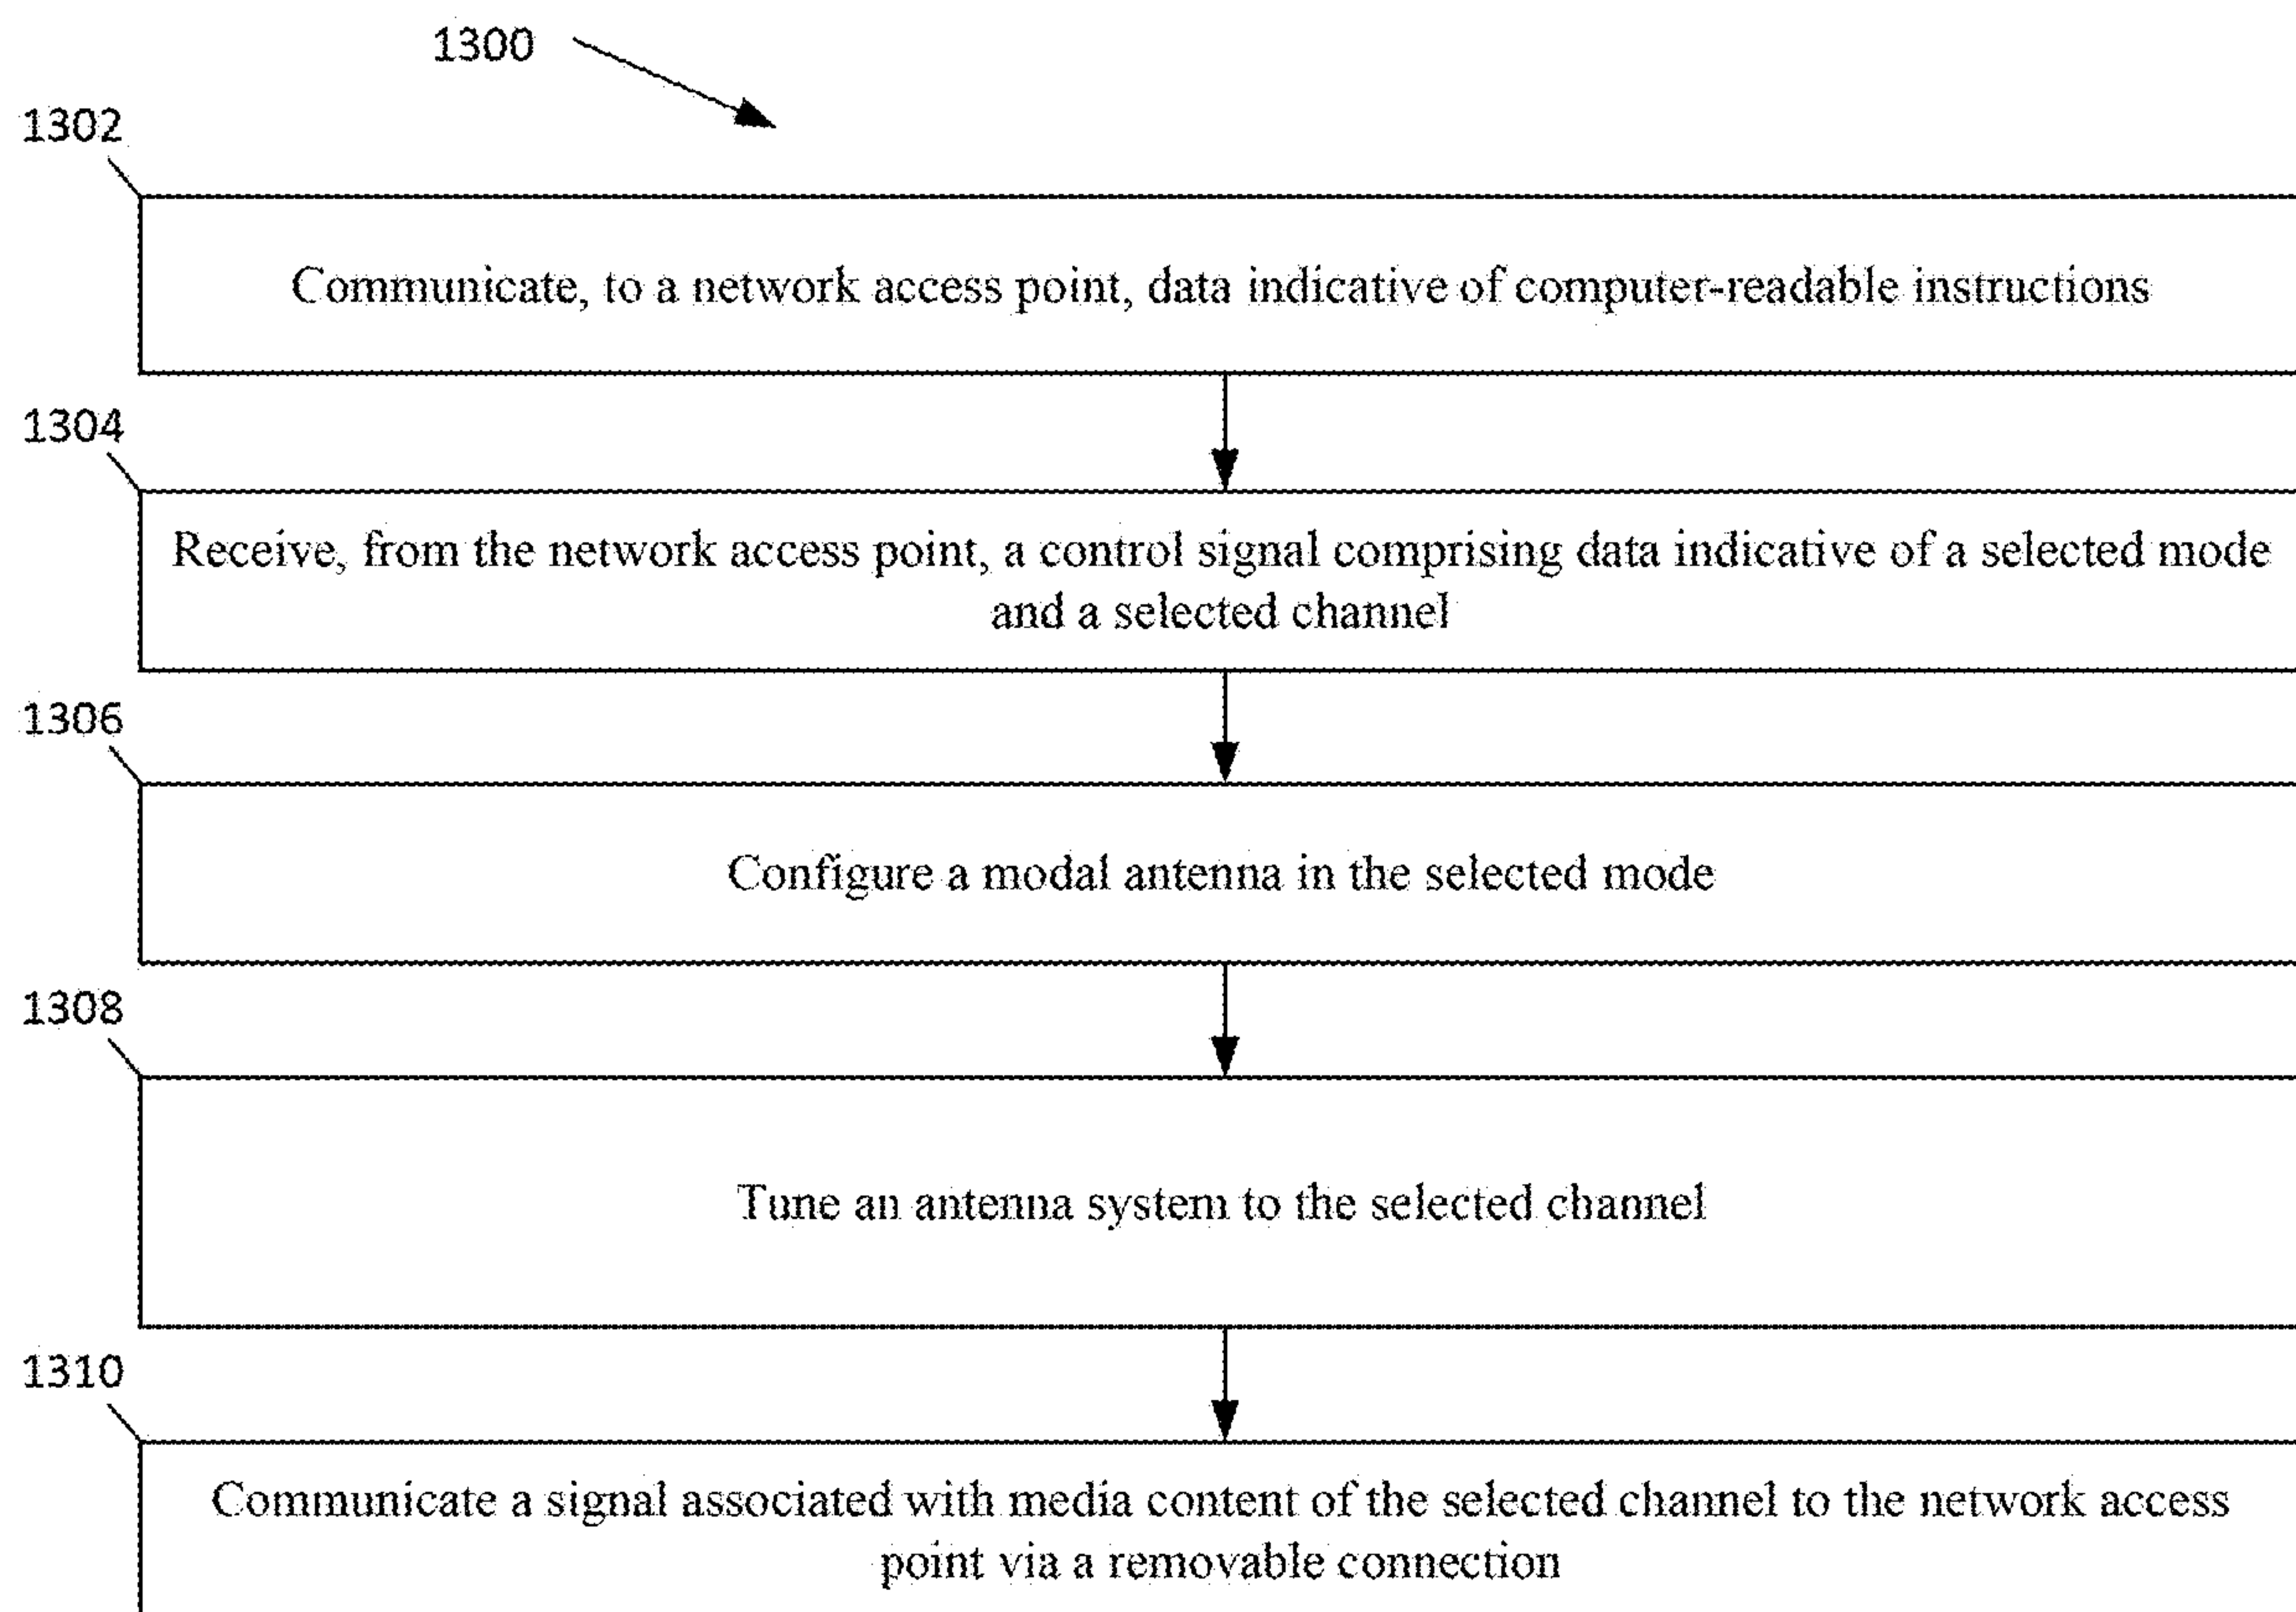 1300
1302
Communicate, to a network access point, data indicative of computer-readable instructions
1304
Receive, from the network access point, a control signal comprising data indicative of a selected mode
and a selected channel
1306
Configure a modal antenna in the selected mode
1308
Tune an antenna system to the selected channel
1310
Communicate a signal associated with media content of the selected channel to the network access
point via a removable connection